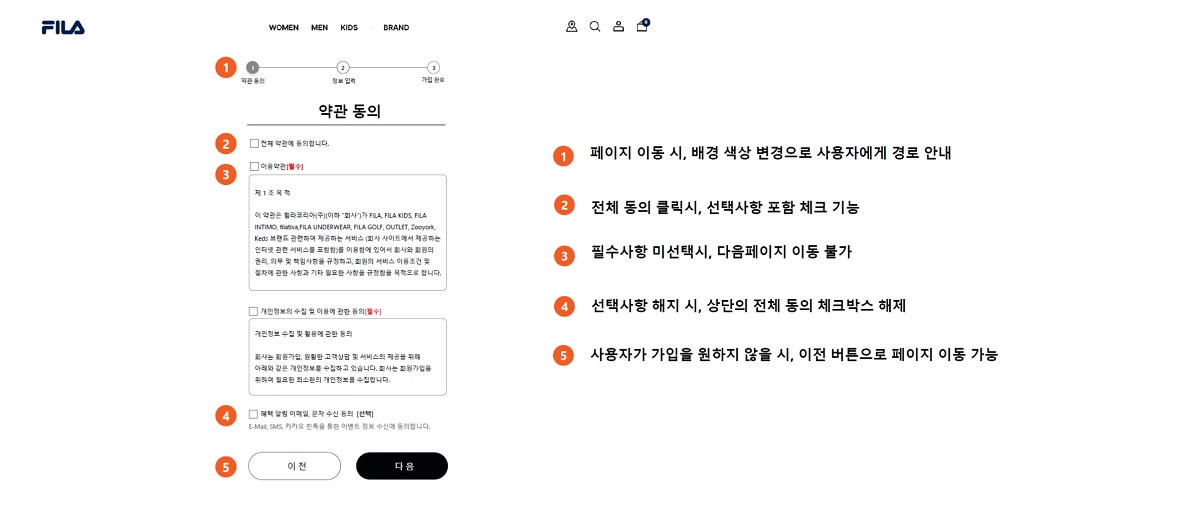 FILA
WOMEN MEN KIDS BRAND
0
1 1 2 3
약관 동의 정보 입력 가입 완료
약관 동의
2 전체 약관에 동의합니다.
이용약관[필수]
3
제 1 조 목 적
이 약관은 휠라코리아(주)(이하 "회사")가 FILA, FILA KIDS, FILA
INTIMO, filativa,FILA UNDERWEAR, FILA GOLF, OUTLET, Zooyork,
Keds 브랜드 관련하여 제공하는 서비스 (회사 사이트에서 제공하는
인터넷 관련 서비스를 포함함)를 이용함에 있어서 회사와 회원의
권리, 의무 및 책임사항을 규정하고, 회원의 서비스 이용조건 및
절차에 관한 사항과 기타 필요한 사항을 규정함을 목적으로 합니다.
개인정보의 수집 및 이용에 관한 동의[필수]
개인정보 수집 및 활용에 관한 동의
회사는 회원가입, 원활한 고객상담 및 서비스의 제공을 위해
아래와 같은 개인정보를 수집하고 있습니다. 회사는 회원가입을
위하여 필요한 최소한의 개인정보를 수집합니다.
4 혜택 알림 이메일, 문자 수신 동의 [선택]
E-Mail, SMS, 카카오 친톡을 통한 이벤트 정보 수신에 동의합니다.
5 이 전 다 음
1 페이지 이동 시, 배경 색상 변경으로 사용자에게 경로 안내
2 전체 동의 클릭시, 선택사항 포함 체크 기능
3 필수사항 미선택시, 다음페이지 이동 불가
4 선택사항 해지 시, 상단의 전체 동의 체크박스 해제
5 사용자가 가입을 원하지 않을 시, 이전 버튼으로 페이지 이동 가능